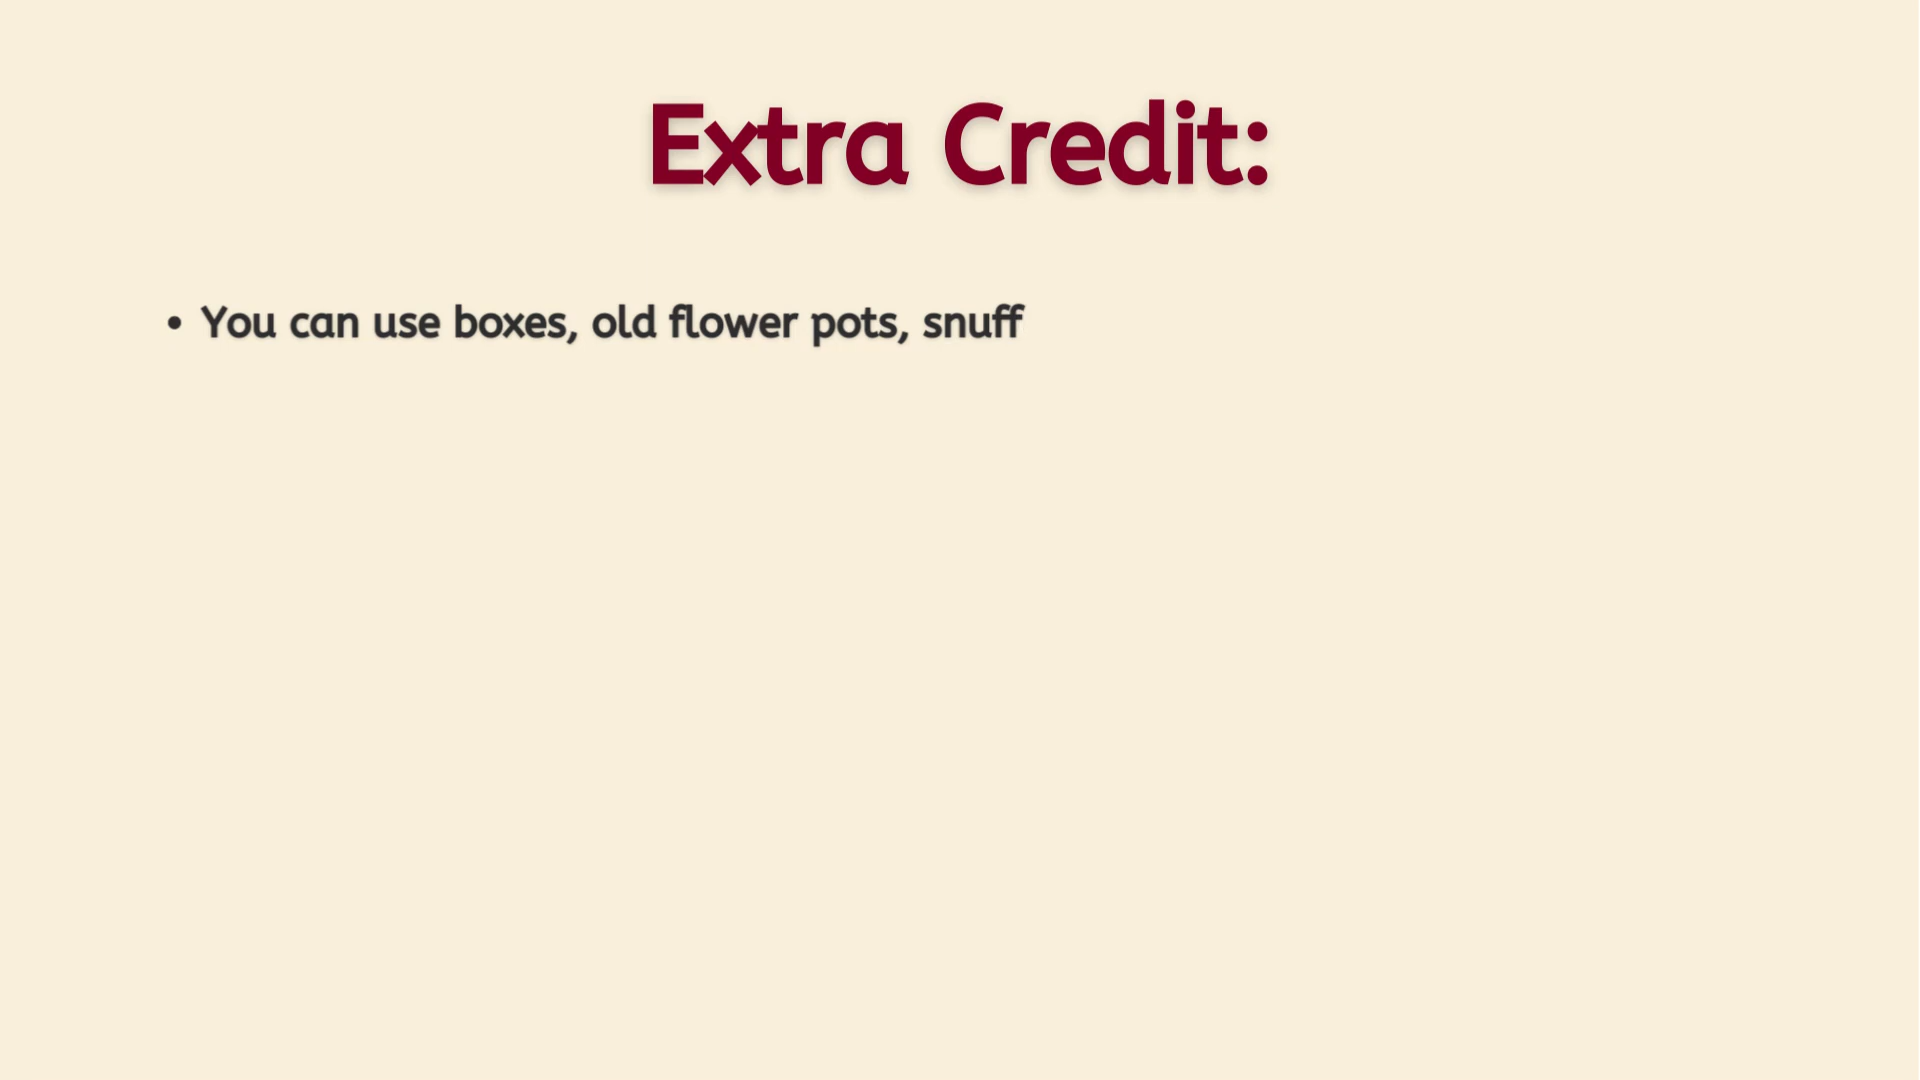 Extra Credit:
• You can use boxes, old flower pots, snuff